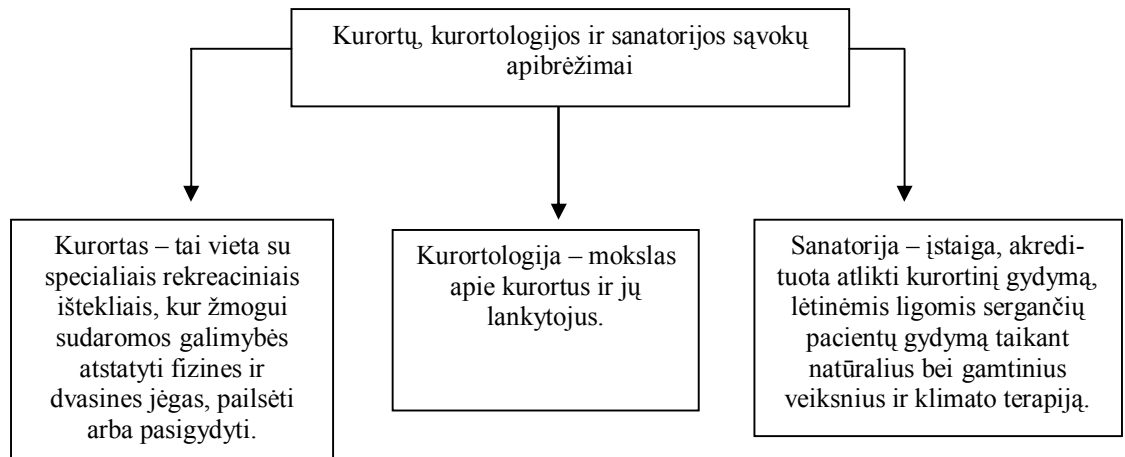 Kurortų, kurortologijos ir sanatorijos sąvokų
apibrėžimai
Kurortas – tai vieta su
specialiais rekreaciniais
ištekliais, kur žmogui
sudaromos galimybės
atstatyti fizines ir
dvasines jėgas, pailsėti
arba pasigydyti.
Kurortologija – mokslas
apie kurortus ir jų
lankytojus.
Sanatorija – įstaiga, akredi-
tuota atlikti kurortinį gydymą,
lėtinėmis ligomis sergančių
pacientų gydymą taikant
natūralius bei gamtinius
veiksnius ir klimato terapiją.